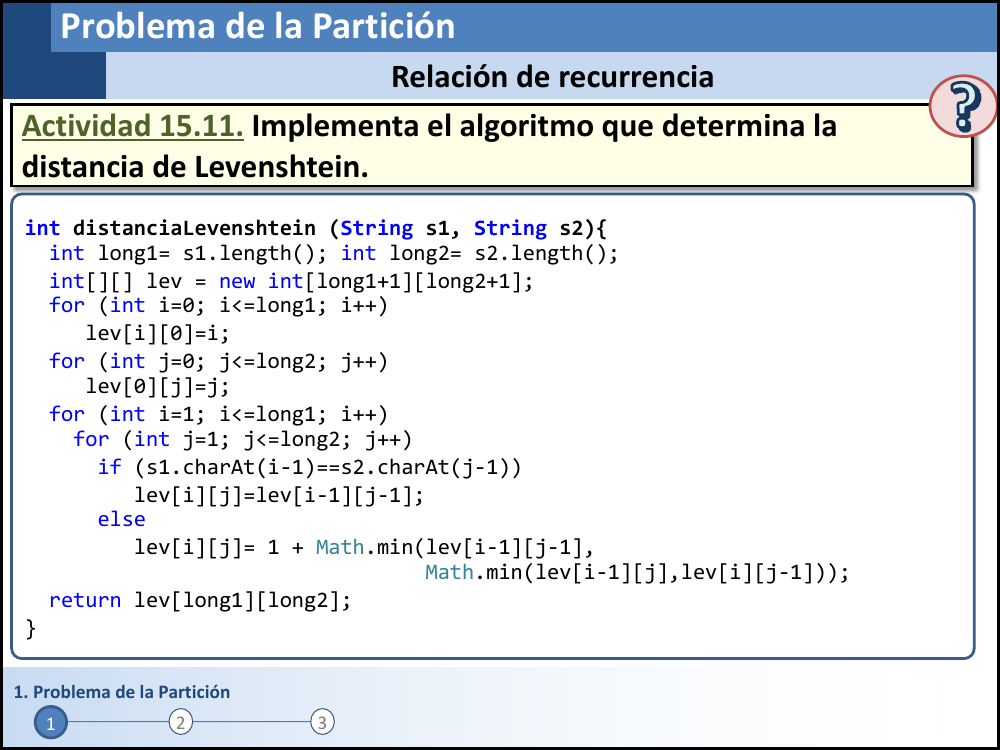 Problema de la Partición
Relación de recurrencia
?
Actividad 15.11. Implementa el algoritmo que determina la
distancia de Levenshtein.
int distanciaLevenshtein (String s1, String s2){
  int long1= s1.length(); int long2= s2.length();
  int[][] lev = new int[long1+1][long2+1];
  for (int i=0; i<=long1; i++)
     lev[i][0]=i;
  for (int j=0; j<=long2; j++)
     lev[0][j]=j;
  for (int i=1; i<=long1; i++)
    for (int j=1; j<=long2; j++)
      if (s1.charAt(i-1)==s2.charAt(j-1))
         lev[i][j]=lev[i-1][j-1];
      else
         lev[i][j]= 1 + Math.min(lev[i-1][j-1],
                                 Math.min(lev[i-1][j],lev[i][j-1]));
  return lev[long1][long2];
}
1. Problema de la Partición
1 2 3